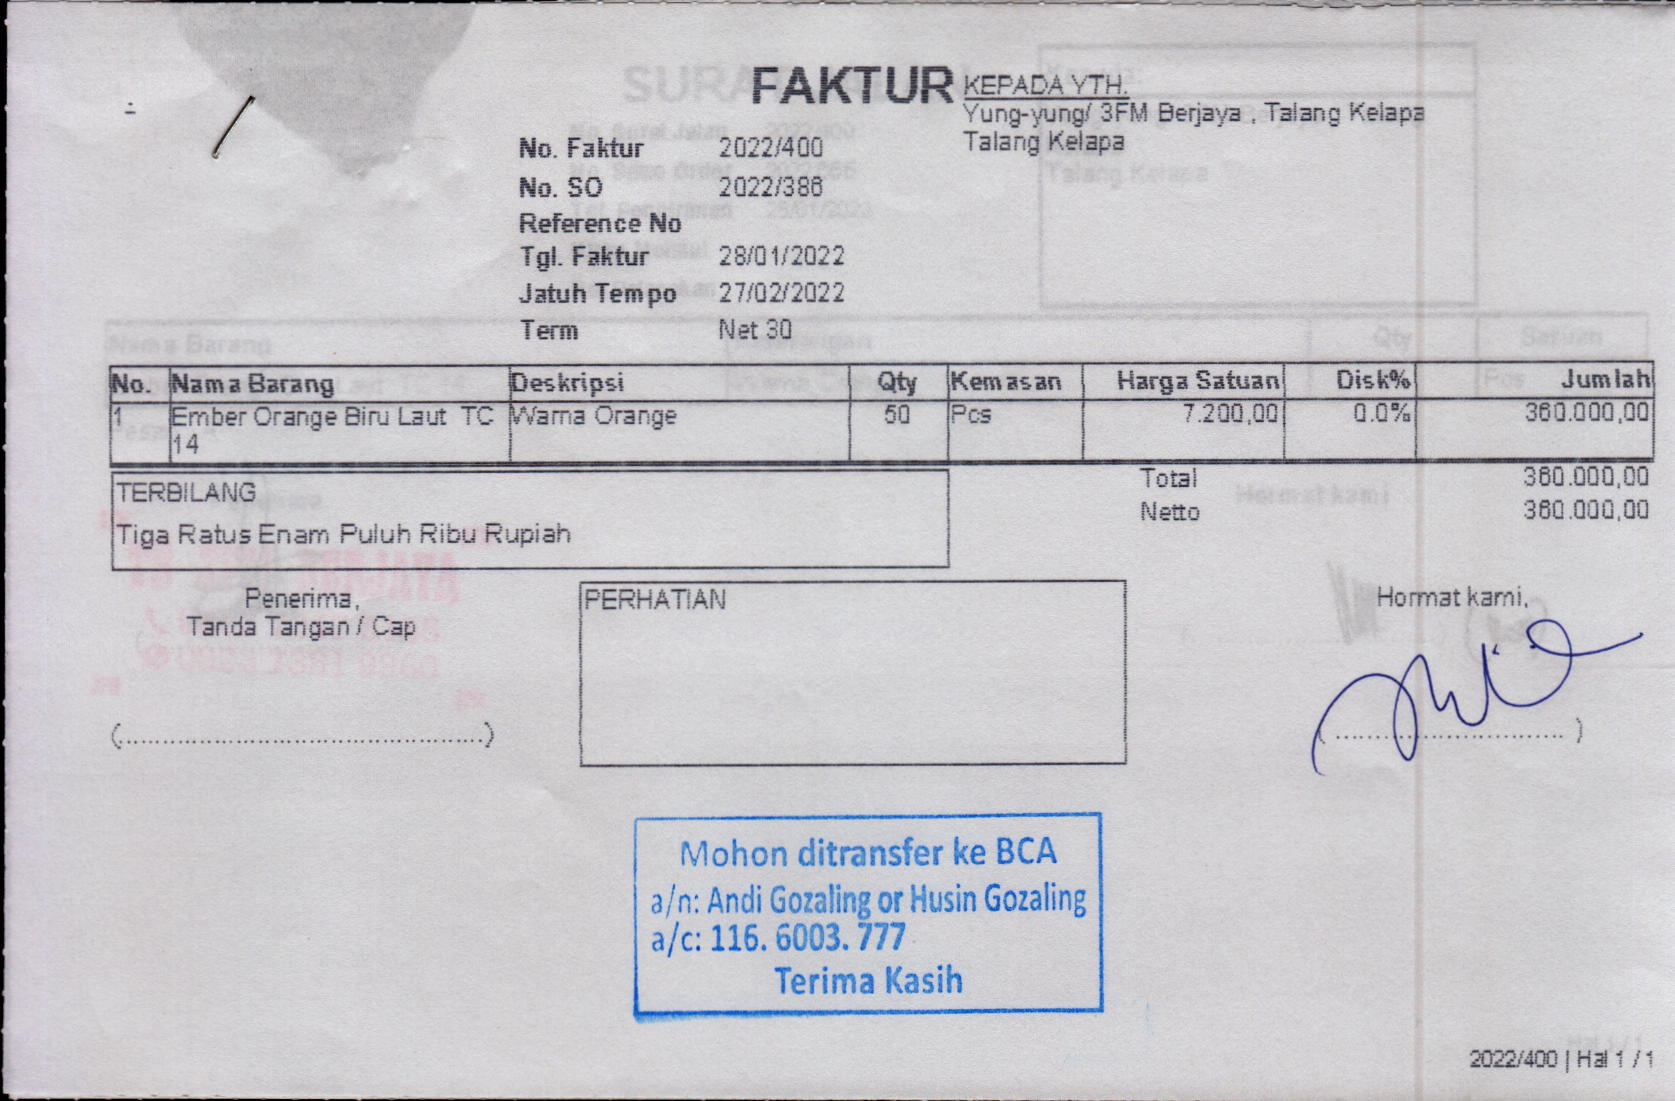 FAKTUR
KEPADA YTH.
Yung-yung/ 3FM Berjaya , Talang Kelapa
Talang Kelapa
No. Faktur 2022/400
No. SO 2022/386
Reference No
Tgl. Faktur 28/01/2022
Jatuh Tempo 27/02/2022
Term Net 30
No. Nama Barang Deskripsi Qty Kemasan Harga Satuan Disk% Jumlah
1 Ember Orange Biru Laut TC Warna Orange 50 Pcs 7.200,00 0.0% 360.000,00
14
Total 360.000,00
Netto 360.000,00
TERBILANG
Tiga Ratus Enam Puluh Ribu Rupiah
Penerima,
Tanda Tangan / Cap
PERHATIAN
Hormat kami,
Mohon ditransfer ke BCA
a/n: Andi Gozaling or Husin Gozaling
a/c: 116. 6003. 777
Terima Kasih
2022/400 | Hal 1 / 1